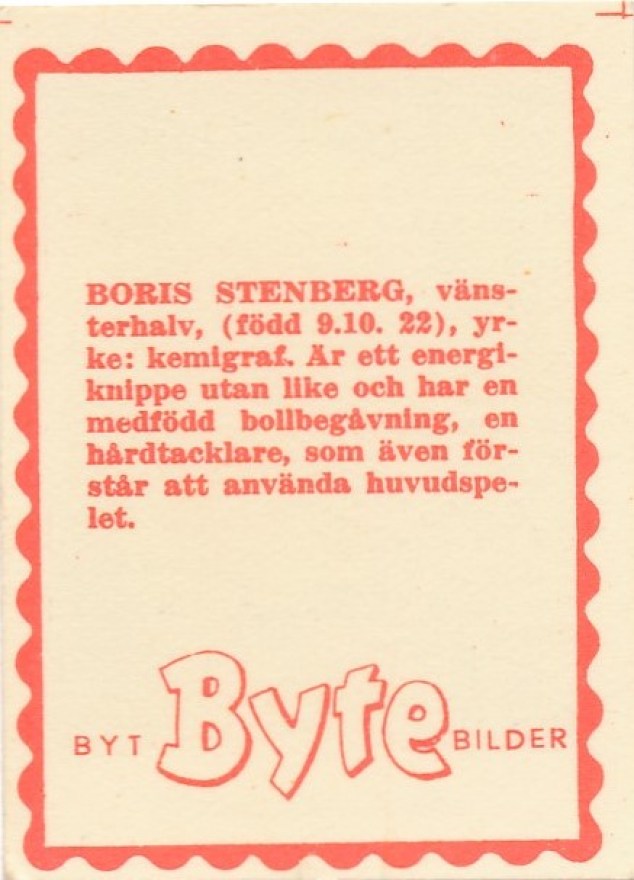 BORIS STENBERG, väns-
terhalv, (född 9.10. 22), yr-
ke: kemigraf. Är ett energi-
knippe utan like och har en
medfödd bollbegåvning, en
hårdtacklare, som även för-
står att använda huvudspe-
let.
BYT Byte BILDER